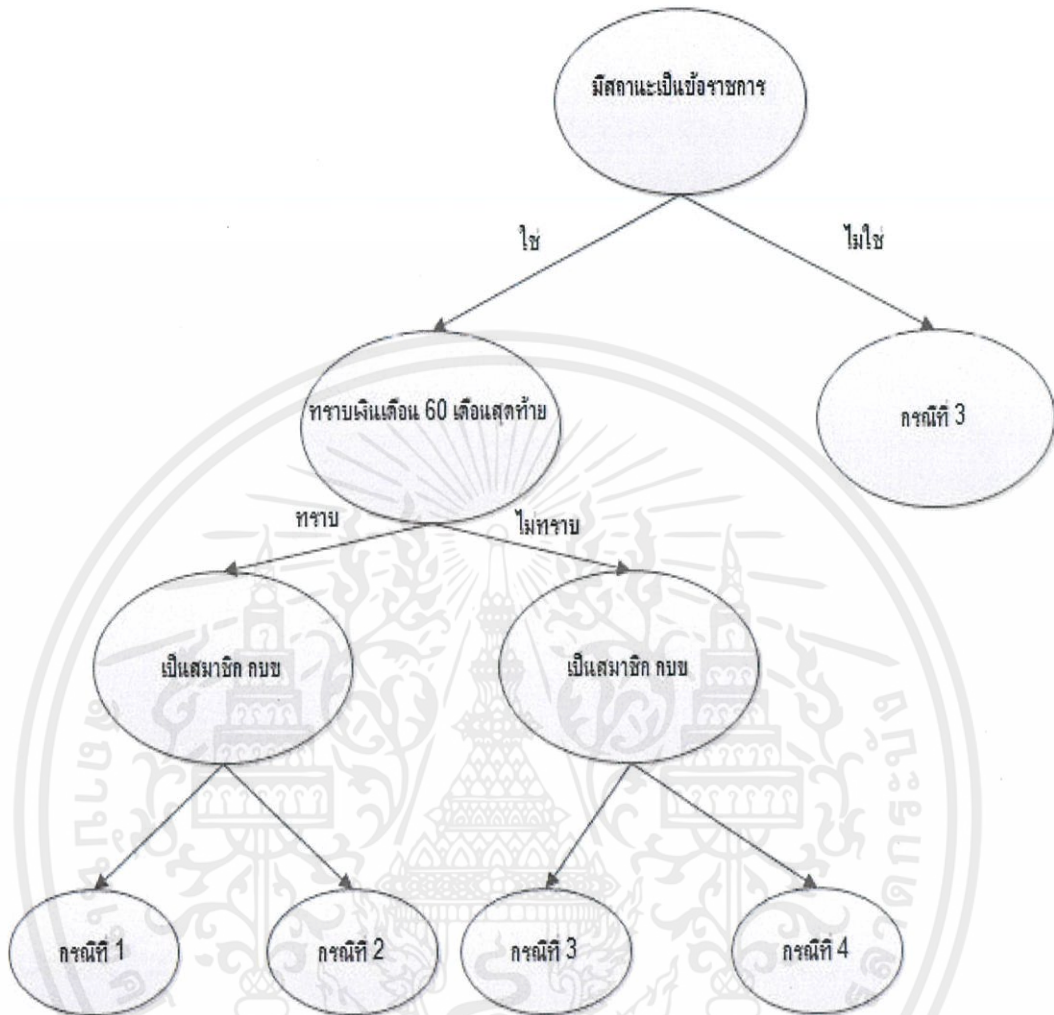 มีสถานะเป็นข้อราชการ
ใช่
ไม่ใช่
ทราบเงินเดือน 60 เดือนสุดท้าย
กรณีที่ 3
ทราบ
ไม่ทราบ
เป็นสมาชิก กบข
เป็นสมาชิก กบข
กรณีที่ 1
กรณีที่ 2
กรณีที่ 3
กรณีที่ 4